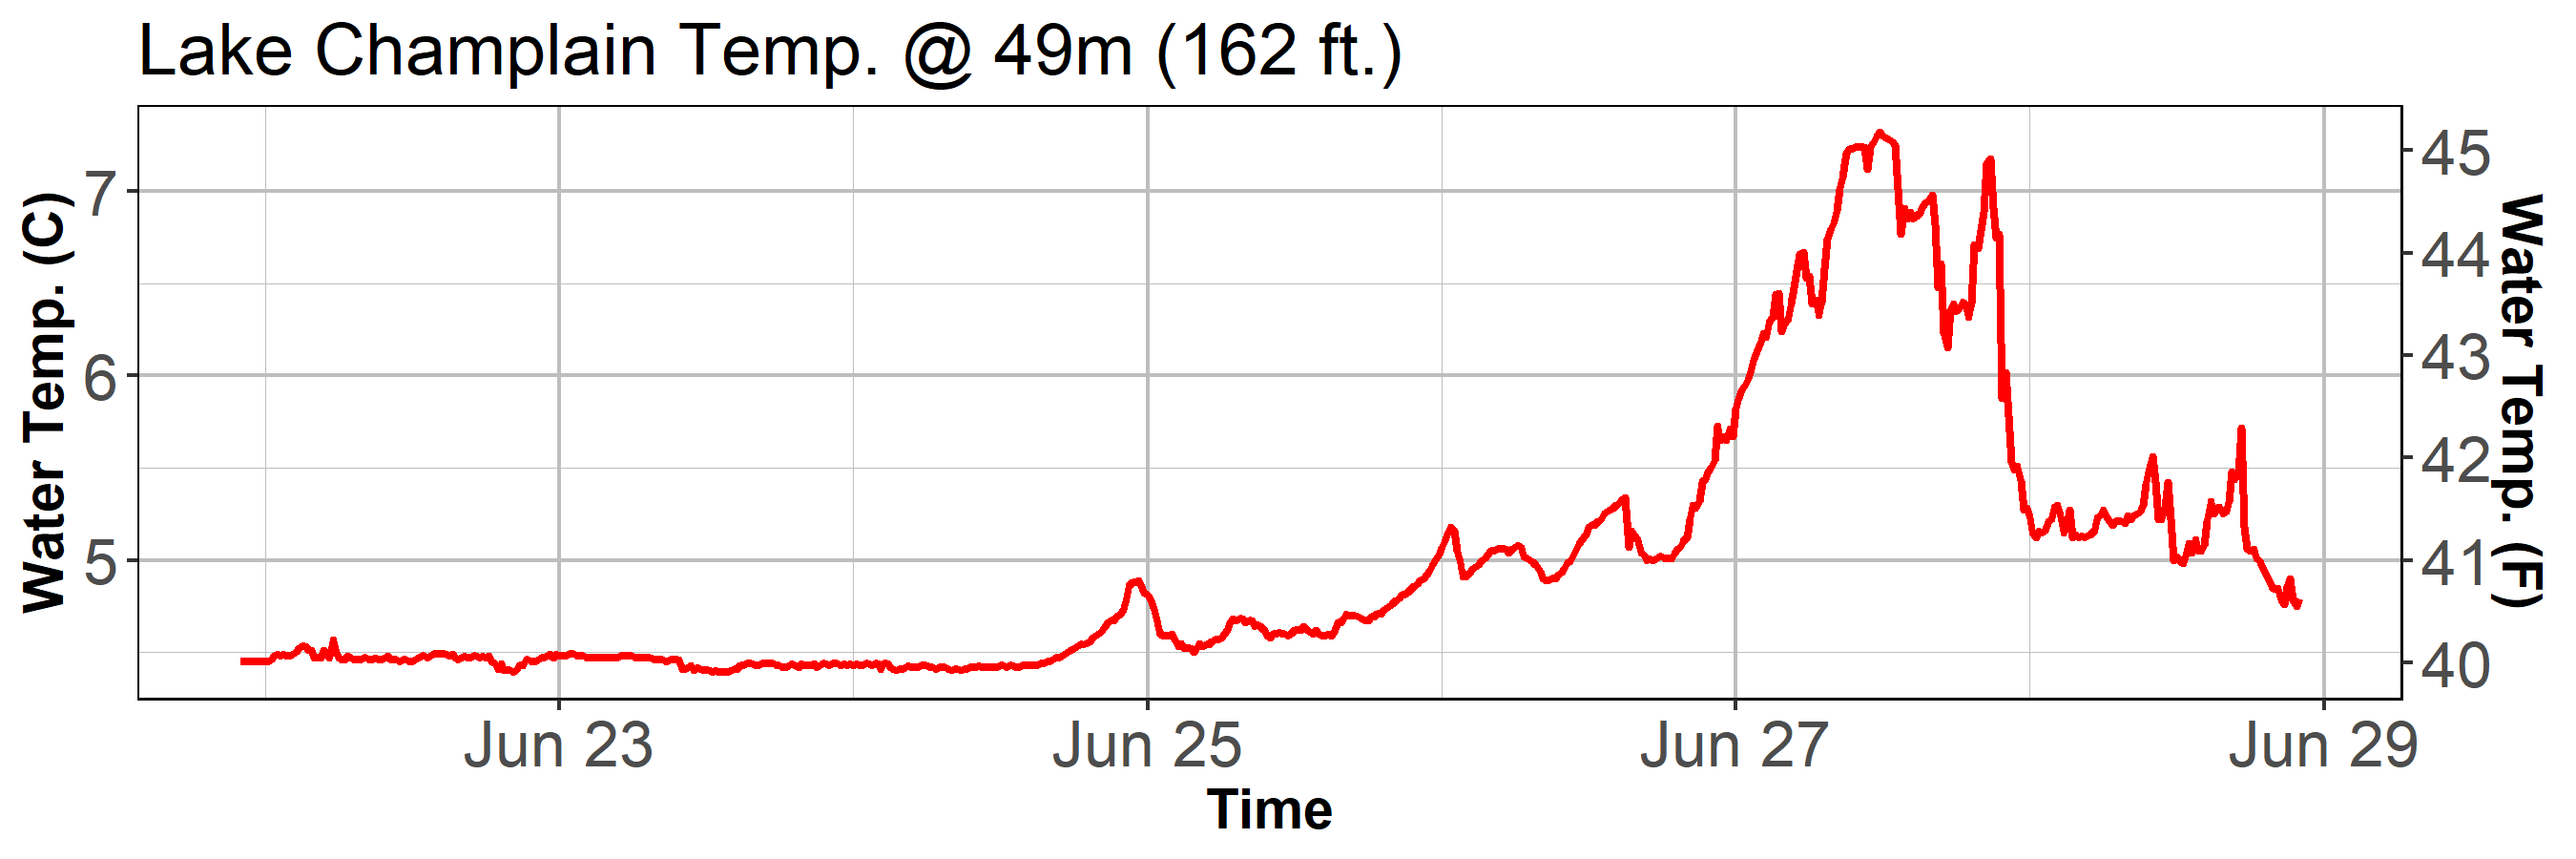 Lake Champlain Temp. @ 49m (162 ft.)
Water Temp. (C)
7
6
5
45
44
43
42
41
40
Water Temp. (F)
Jun 23 Jun 25 Jun 27 Jun 29
Time